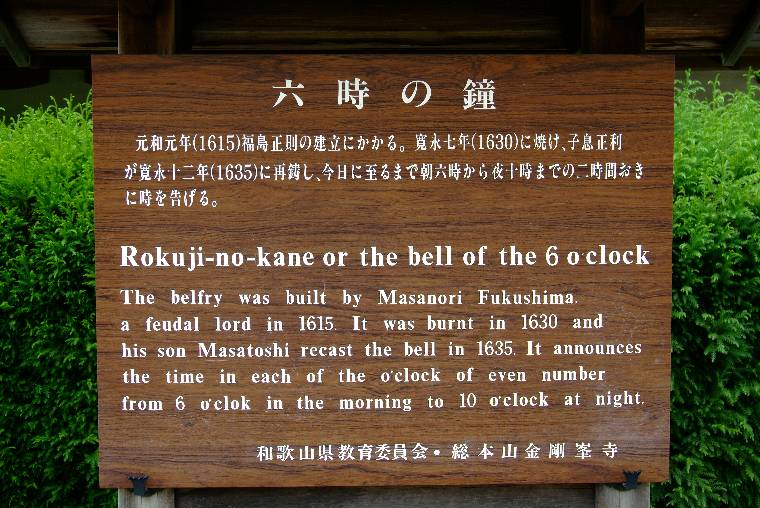 六時の鐘
元和元年(1615)福島正則の建立にかかる。寛永七年(1630)に焼け、子息正利
が寛永十二年(1635)に再鋳し、今日に至るまで朝六時から夜十時までの二時間おき
に時を告げる。
Rokuji-no-kane or the bell of the 6 o'clock
The belfry was built by Masanori Fukushima.
a feudal lord in 1615. It was burnt in 1630 and
his son Masatoshi recast the bell in 1635. It announces
the time in each of the o'clock of even number
from 6 o'clok in the morning to 10 o'clock at night.
和歌山県教育委員会・総本山金剛峯寺